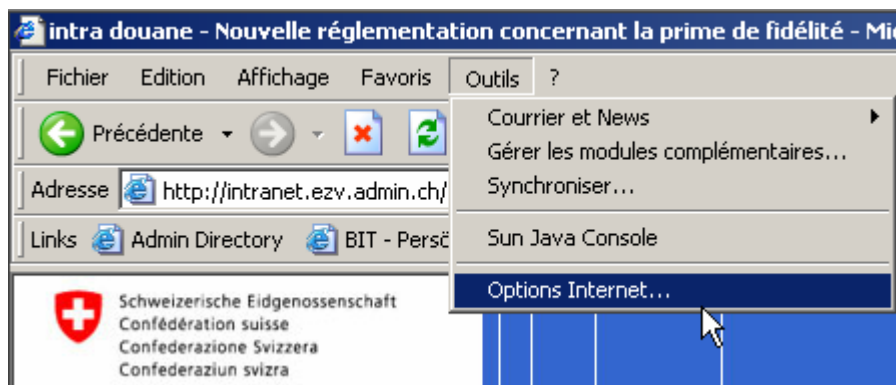 intra douane - Nouvelle réglementation concernant la prime de fidélité - Mic
Fichier Edition Affichage Favoris Outils ?
Précédente
Adresse http://intranet.ezv.admin.ch/
Links Admin Directory BIT - Persö
Courrier et News
Gérer les modules complémentaires...
Synchroniser...
Sun Java Console
Options Internet...
Schweizerische Eidgenossenschaft
Confédération suisse
Confederazione Svizzera
Confederaziun svizra